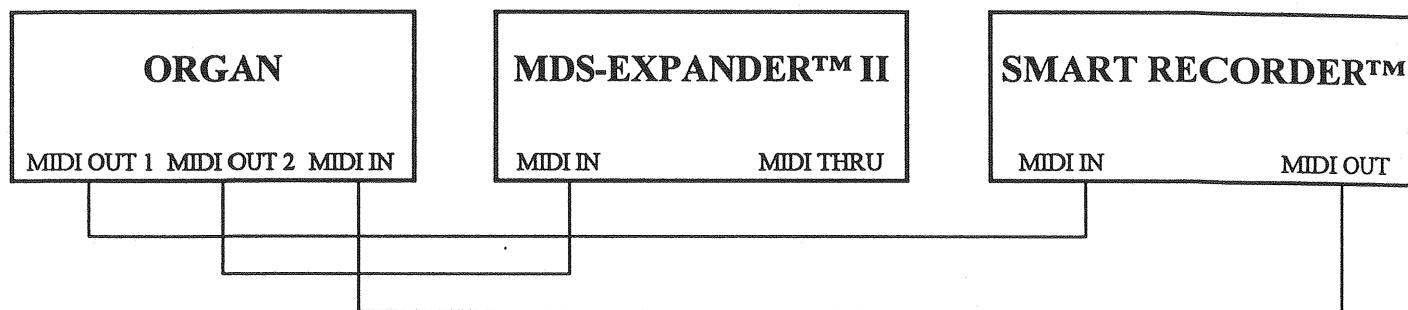 ORGAN
MIDI OUT 1 MIDI OUT 2 MIDI IN
MDS-EXPANDER™ II
MIDI IN MIDI THRU
SMART RECORDER™
MIDI IN MIDI OUT